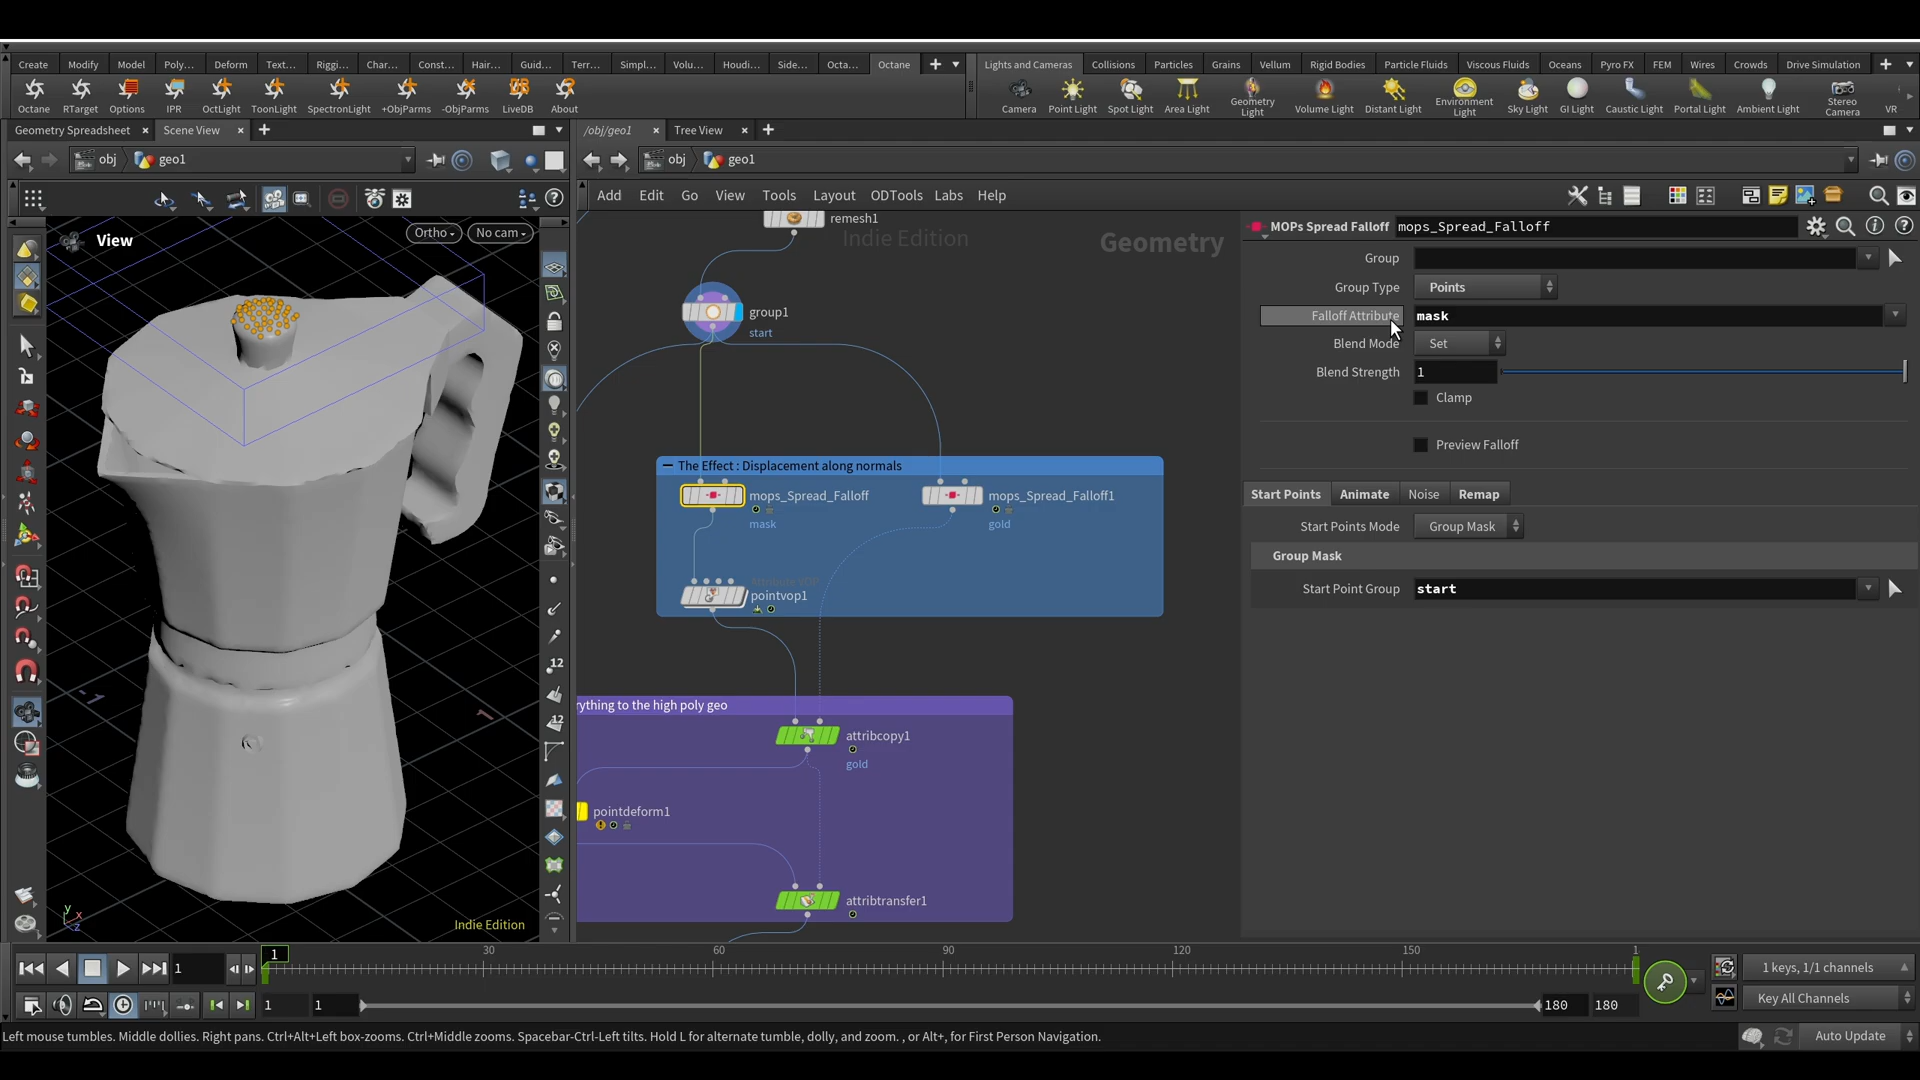 Create Modify Model Poly... Deform Text... Riggi... Char... Const... Hair... Guid... Terr... Simpl... Volu... Houdi... Side... Octa... Octane
Lights and Cameras Collisions Particles Grains Vellum Rigid Bodies Particle Fluids Viscous Fluids Oceans Pyro FX FEM Wires Crowds Drive Simulation
Octane RTarget Options IPR OctLight ToonLight SpectronLight +ObjParms -ObjParms LiveDB About
Camera Point Light Spot Light Area Light Geometry Light Volume Light Distant Light Environment Light Sky Light GI Light Caustic Light Portal Light Ambient Light Stereo Camera VR
Geometry Spreadsheet Scene View
/obj/geo1 Tree View
obj geo1
obj geo1
Add Edit Go View Tools Layout ODTools Labs Help
View
Ortho No cam
remesh1
Indie Edition
Geometry
group1
start
The Effect : Displacement along normals
mops_Spread_Falloff
mask
mops_Spread_Falloff1
gold
Attribute VOP
pointvop1
rything to the high poly geo
attribcopy1
gold
pointdeform1
attribtransfer1
MOPs Spread Falloff mops_Spread_Falloff
Group
Group Type Points
Falloff Attribute mask
Blend Mode Set
Blend Strength 1
Clamp
Preview Falloff
Start Points Animate Noise Remap
Start Points Mode Group Mask
Group Mask
Start Point Group start
12
12
-1
1
y
x
z
Indie Edition
1 1 30 60 90 120 150 1
1 1 180 180
1 keys, 1/1 channels
Key All Channels
Left mouse tumbles. Middle dollies. Right pans. Ctrl+Alt+Left box-zooms. Ctrl+Middle zooms. Spacebar-Ctrl-Left tilts. Hold L for alternate tumble, dolly, and zoom. , or Alt+, for First Person Navigation.
Auto Update